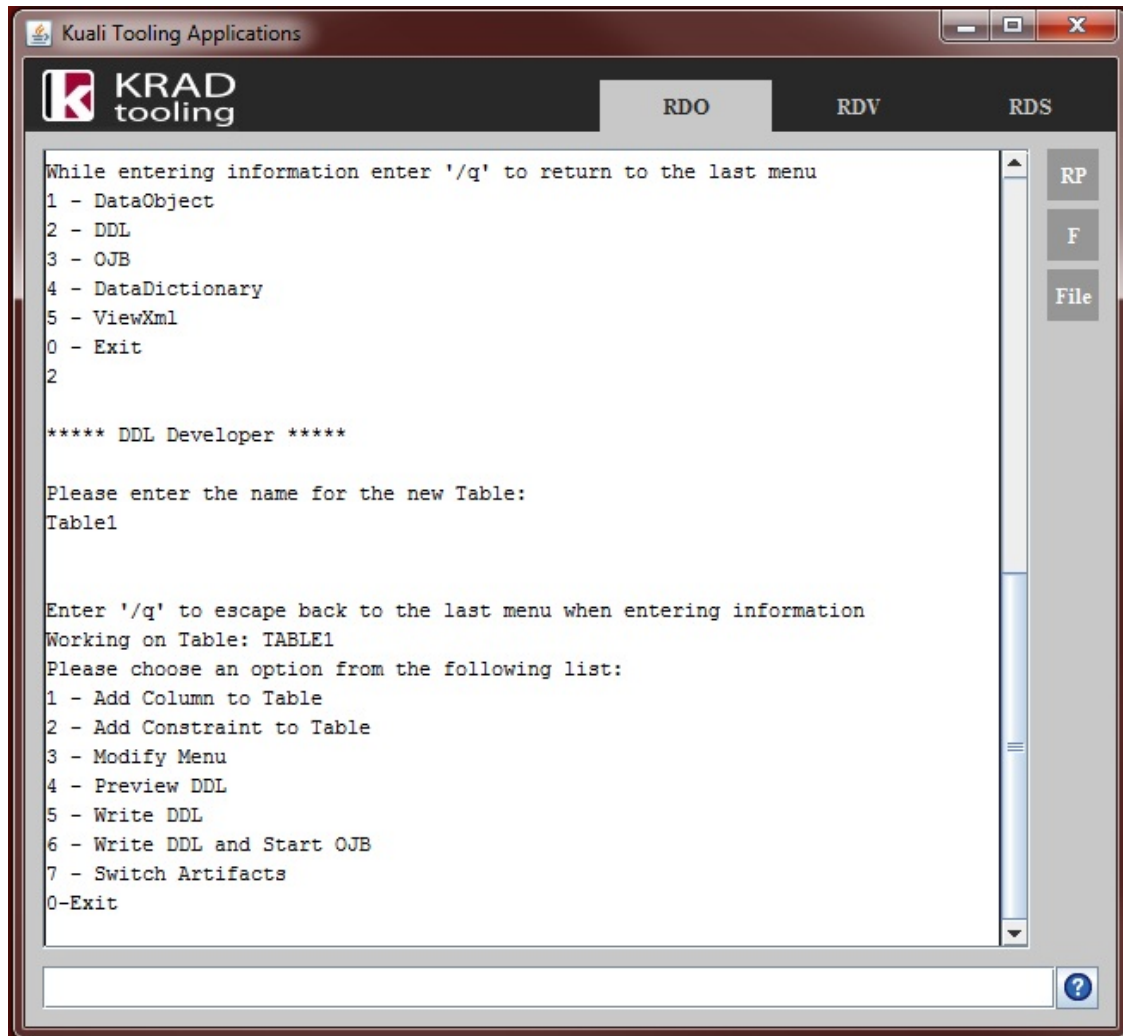 Kuali Tooling Applications
KRAD
tooling
RDO
RDV
RDS
While entering information enter '/q' to return to the last menu
1 - DataObject
2 - DDL
3 - OJB
4 - DataDictionary
5 - ViewXml
0 - Exit
2
***** DDL Developer *****
Please enter the name for the new Table:
Table1
Enter '/q' to escape back to the last menu when entering information
Working on Table: TABLE1
Please choose an option from the following list:
1 - Add Column to Table
2 - Add Constraint to Table
3 - Modify Menu
4 - Preview DDL
5 - Write DDL
6 - Write DDL and Start OJB
7 - Switch Artifacts
0-Exit
RP
F
File
?